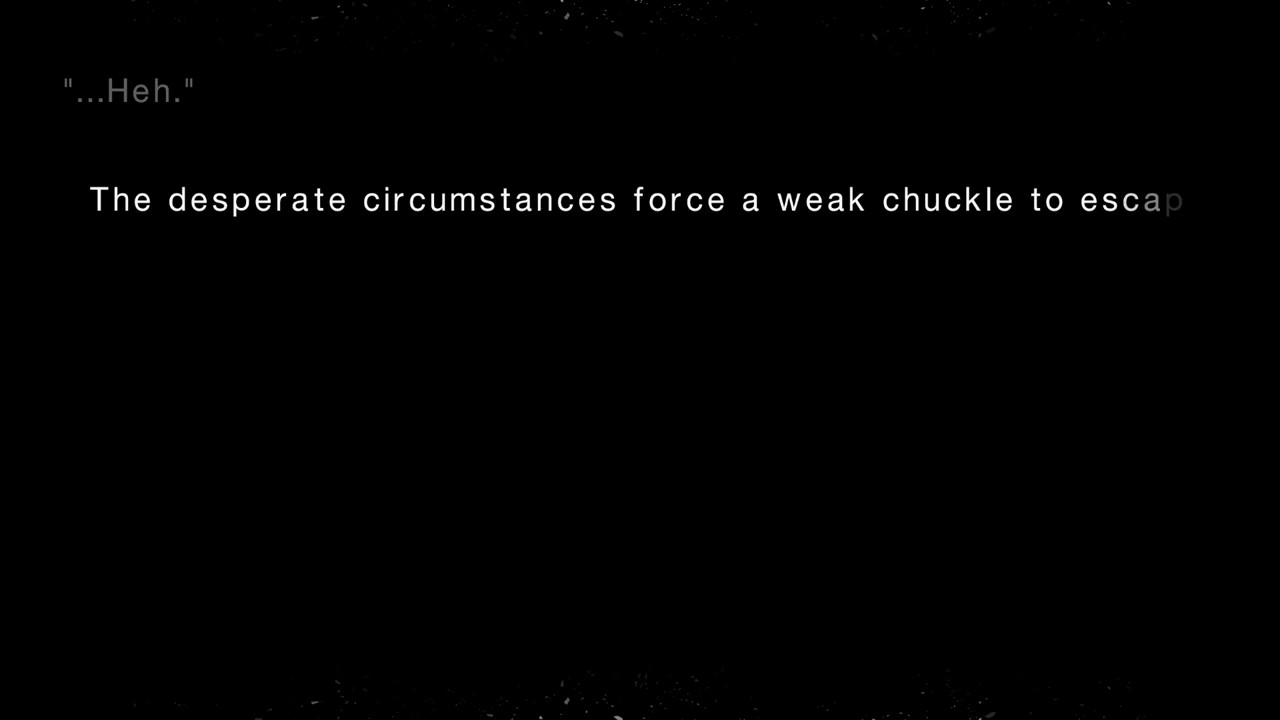 "...Heh."
The desperate circumstances force a weak chuckle to escap